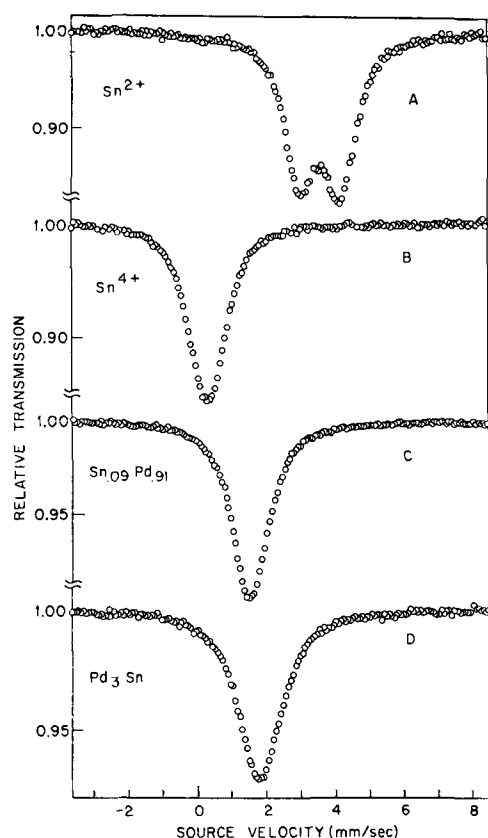 1.00
Sn2+
A
0.90
1.00
B
Sn4+
0.90
RELATIVE TRANSMISSION
1.00
C
Sn.09 Pd.91
0.95
1.00
D
Pd3 Sn
0.95
-2 0 2 4 6 8
SOURCE VELOCITY (mm/sec)